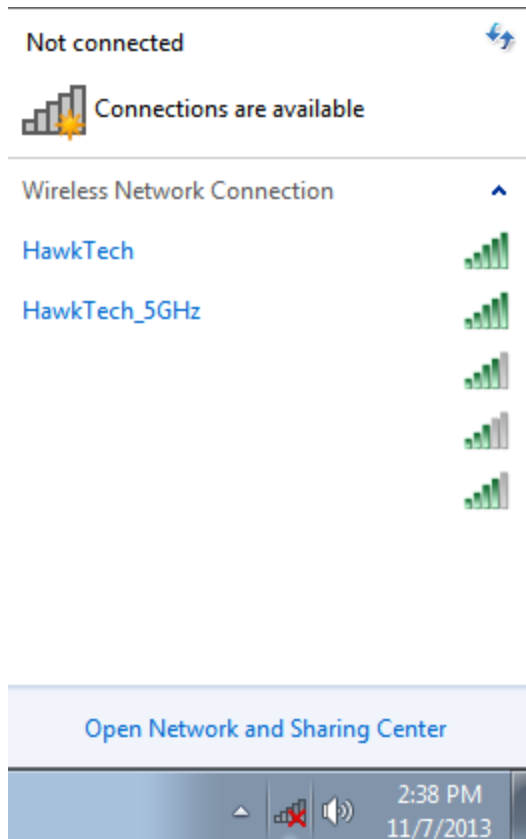 Not connected
Connections are available
Wireless Network Connection
HawkTech
HawkTech_5GHz
Open Network and Sharing Center
2:38 PM
11/7/2013